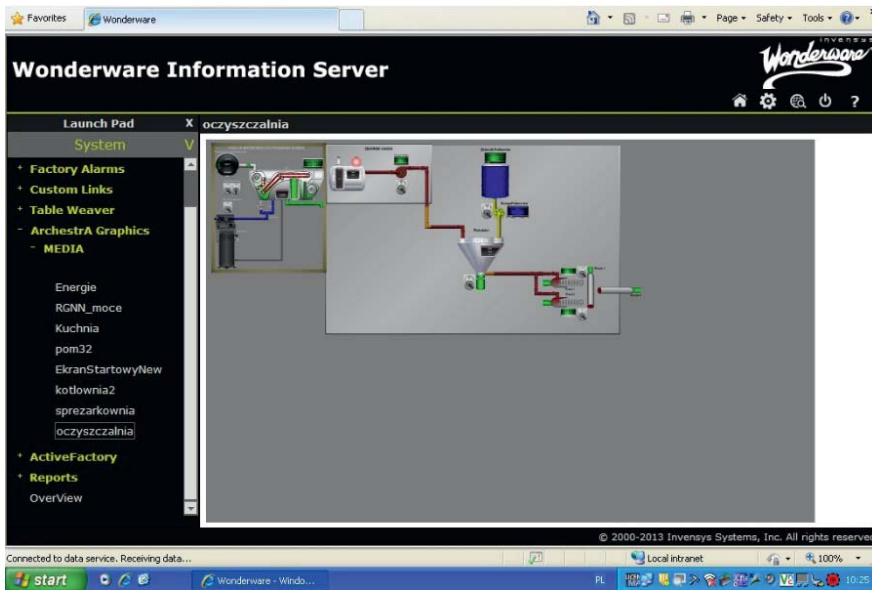 Favorites Wonderware Page Safety Tools
invensys
Wonderware
Wonderware Information Server
?
Launch Pad X oczyszczalnia
System V
+ Factory Alarms
+ Custom Links
+ Table Weaver
- ArchestrA Graphics
- MEDIA
Energie
RGNN_moce
Kuchnia
pom32
EkranStartowyNew
kotlownia2
sprezarkownia
oczyszczalnia
+ ActiveFactory
+ Reports
OverView
© 2000-2013 Invensys Systems, Inc. All rights reserved
Connected to data service. Receiving data... Local intranet 100%
start Wonderware - Windo... PL 10:25